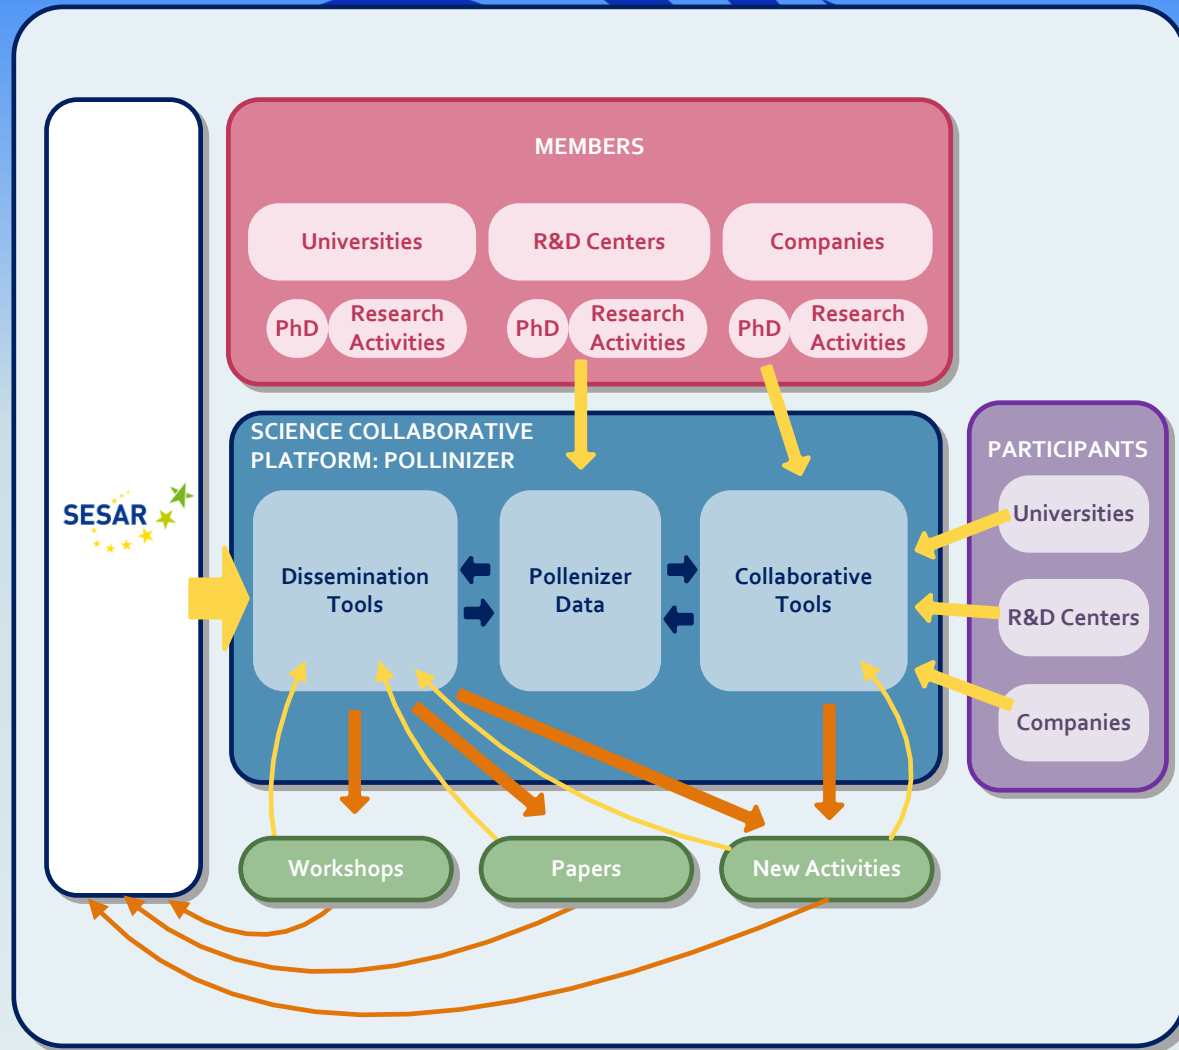 MEMBERS
Universities
R&D Centers
Companies
PhD
Research
Activities
PhD
Research
Activities
PhD
Research
Activities
SCIENCE COLLABORATIVE
PLATFORM: POLLINIZER
PARTICIPANTS
Universities
R&D Centers
Companies
SESAR
Dissemination
Tools
Pollenizer
Data
Collaborative
Tools
Workshops
Papers
New Activities